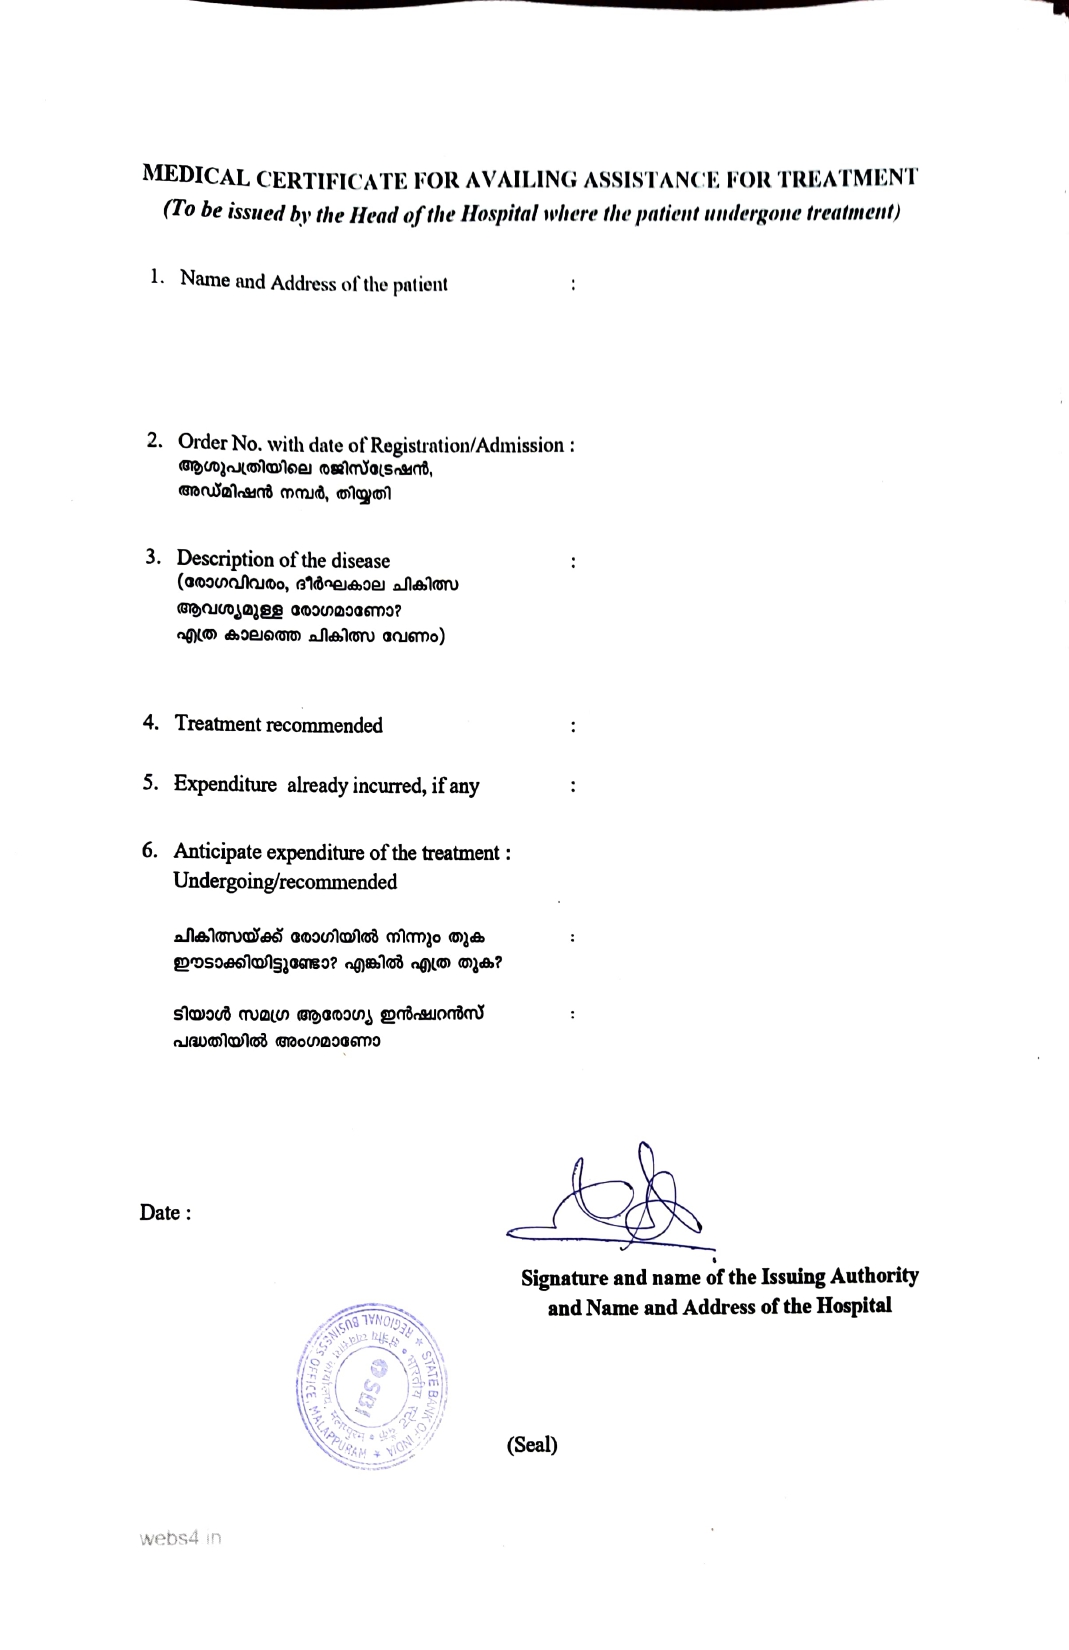 MEDICAL CERTIFICATE FOR AVAILING ASSISTANCE FOR TREATMENT
(To be issued by the Head of the Hospital where the patient undergone treatment)
1. Name and Address of the patient :
2. Order No. with date of Registration/Admission :
ആശുപത്രിയിലെ രജിസ്ട്രേഷൻ,
അഡ്മിഷൻ നമ്പർ, തിയ്യതി
3. Description of the disease :
(രോഗവിവരം, ദീർഘകാല ചികിത്സ
ആവശ്യമുള്ള രോഗമാണോ?
എത്ര കാലത്തെ ചികിത്സ വേണം)
4. Treatment recommended :
5. Expenditure already incurred, if any :
6. Anticipate expenditure of the treatment :
Undergoing/recommended
ചികിത്സയ്ക്ക് രോഗിയിൽ നിന്നും തുക :
ഈടാക്കിയിട്ടുണ്ടോ? എങ്കിൽ എത്ര തുക?
ടിയാൾ സമഗ്ര ആരോഗ്യ ഇൻഷ്വറൻസ് :
പദ്ധതിയിൽ അംഗമാണോ
Date :
Signature and name of the Issuing Authority
and Name and Address of the Hospital
STATE BANK OF INDIA
REGIONAL BUSINESS OFFICE, MALAPPURAM
भारतीय स्टेट बैंक
SBI
(Seal)
webs4.in